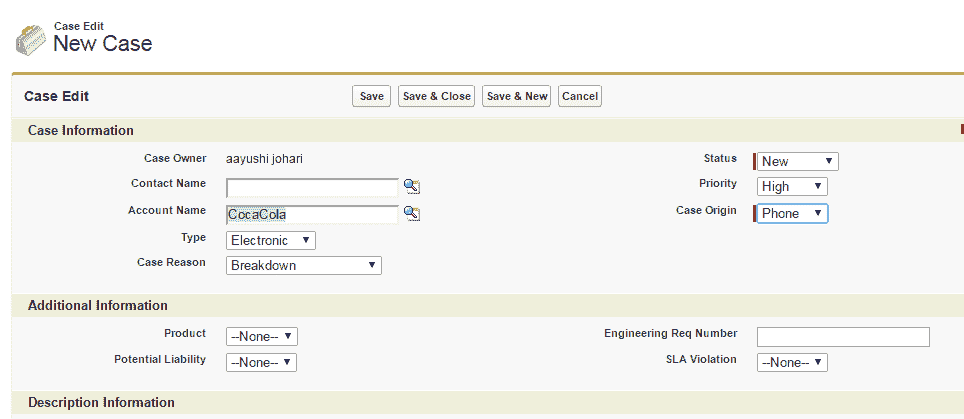 Case Edit
New Case
Case Edit
Save
Save & Close
Save & New
Cancel
Case Information
Case Owner aayushi johari
Status New
Contact Name
Priority High
Account Name CocaCola
Case Origin Phone
Type Electronic
Case Reason Breakdown
Additional Information
Product --None--
Engineering Req Number
Potential Liability --None--
SLA Violation --None--
Description Information